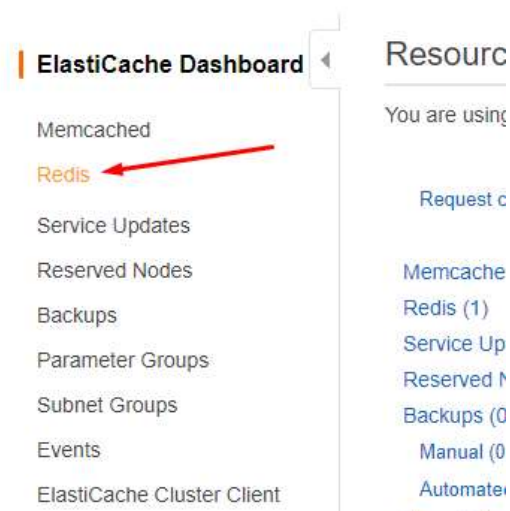 ElastiCache Dashboard
Memcached
Redis
Service Updates
Reserved Nodes
Backups
Parameter Groups
Subnet Groups
Events
ElastiCache Cluster Client
Resourc
You are using
Request c
Memcache
Redis (1)
Service Up
Reserved N
Backups (0
Manual (0
Automate